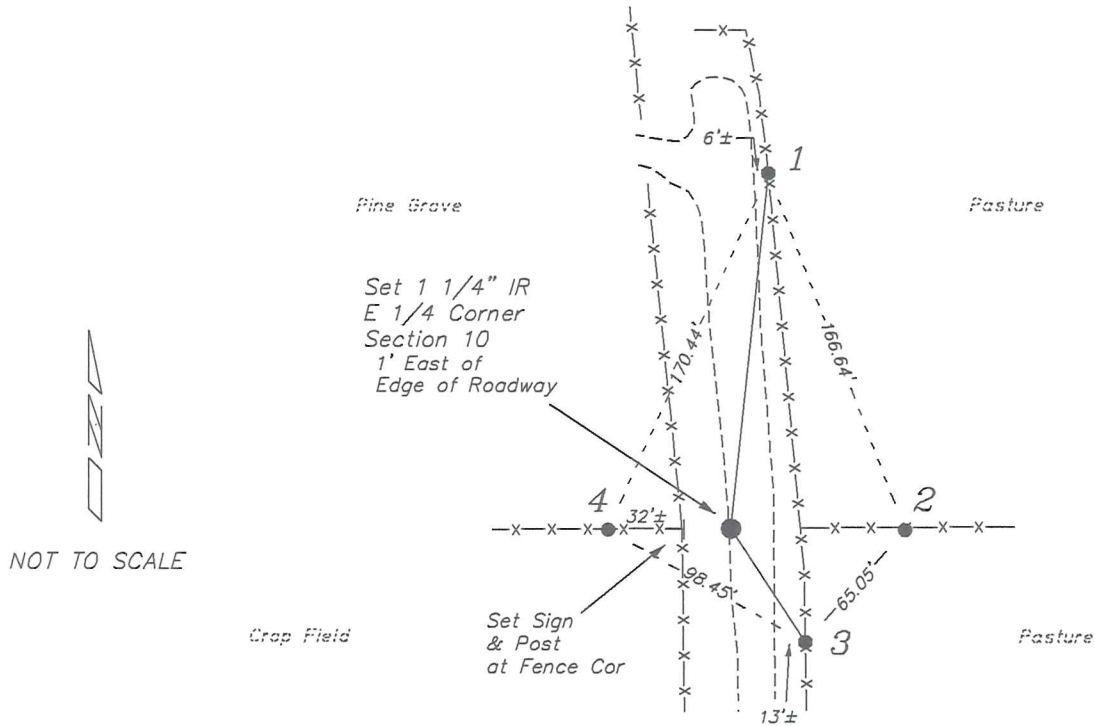 6'±
1
Pine Grove
Pasture
Set 1 1/4" IR
E 1/4 Corner
Section 10
1' East of
Edge of Roadway
170.44'
166.64'
N
4
32'±
2
NOT TO SCALE
98.45'
65.05'
Set Sign
& Post
at Fence Cor
Crop Field
3
Pasture
13'±